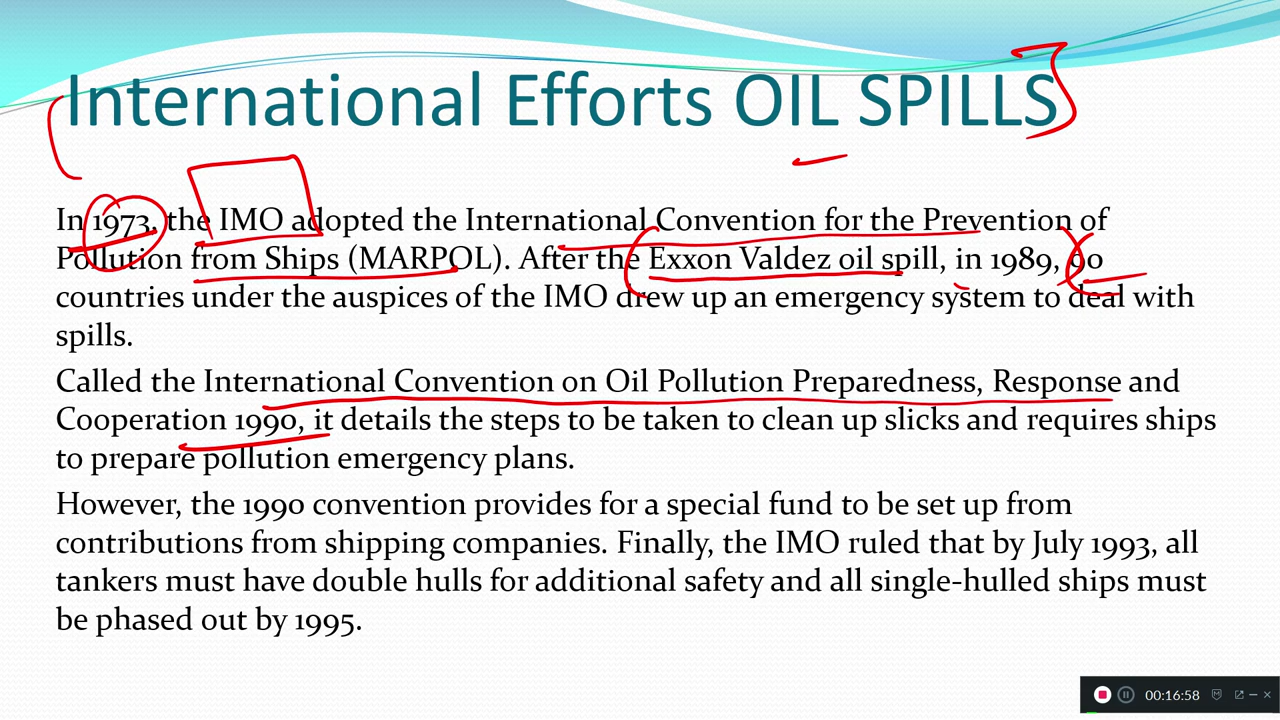 International Efforts OIL SPILLS
In 1973, the IMO adopted the International Convention for the Prevention of
Pollution from Ships (MARPOL). After the Exxon Valdez oil spill, in 1989, 90
countries under the auspices of the IMO drew up an emergency system to deal with
spills.
Called the International Convention on Oil Pollution Preparedness, Response and
Cooperation 1990, it details the steps to be taken to clean up slicks and requires ships
to prepare pollution emergency plans.
However, the 1990 convention provides for a special fund to be set up from
contributions from shipping companies. Finally, the IMO ruled that by July 1993, all
tankers must have double hulls for additional safety and all single-hulled ships must
be phased out by 1995.
00:16:58